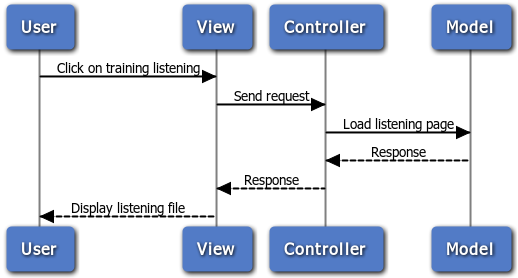 User
View
Controller
Model
Click on training listening
Send request
Load listening page
Response
Response
Display listening file
User
View
Controller
Model